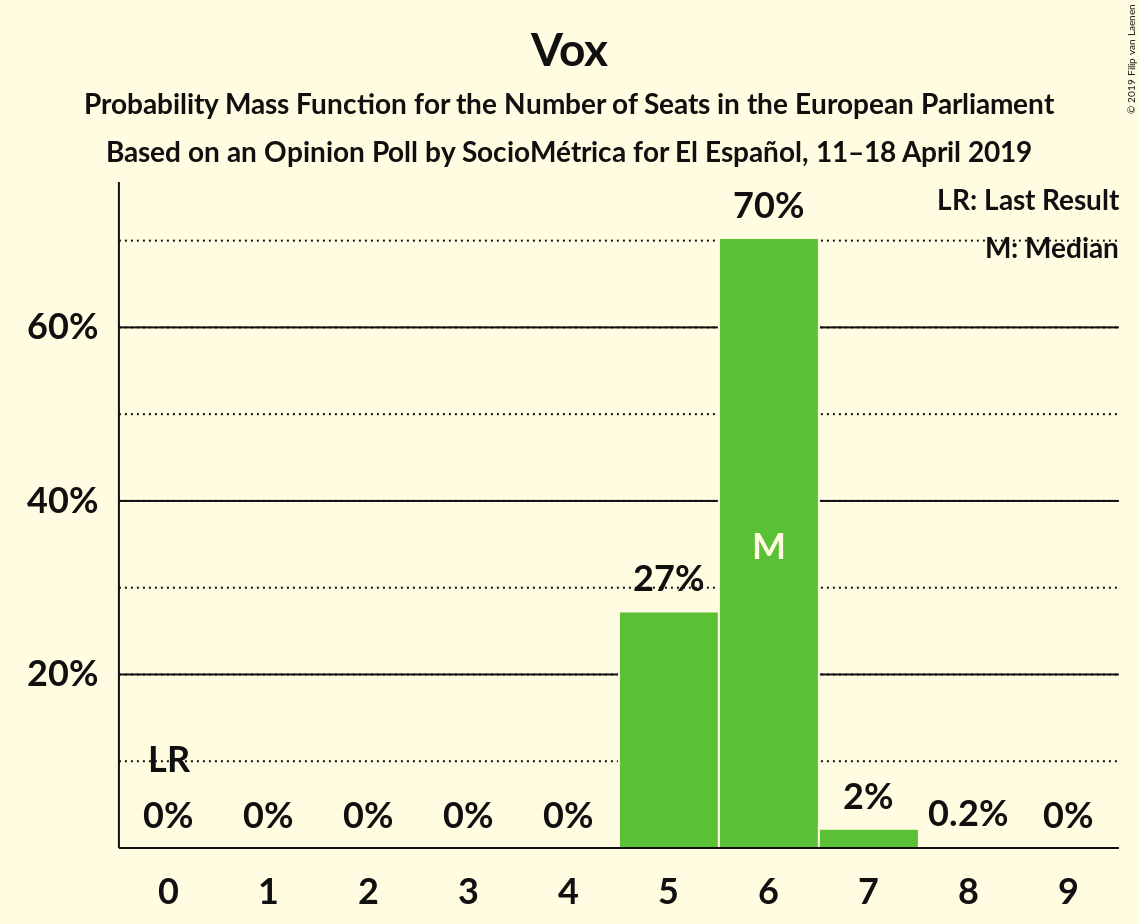 Vox
Probability Mass Function for the Number of Seats in the European Parliament
Based on an Opinion Poll by SocioMétrica for El Español, 11–18 April 2019
© 2019 Filip van Laenen
LR: Last Result
M: Median
70%
60%
40%
20%
27%
M
LR
0%
0%
0%
0%
0%
2%
0.2%
0%
0 1 2 3 4 5 6 7 8 9